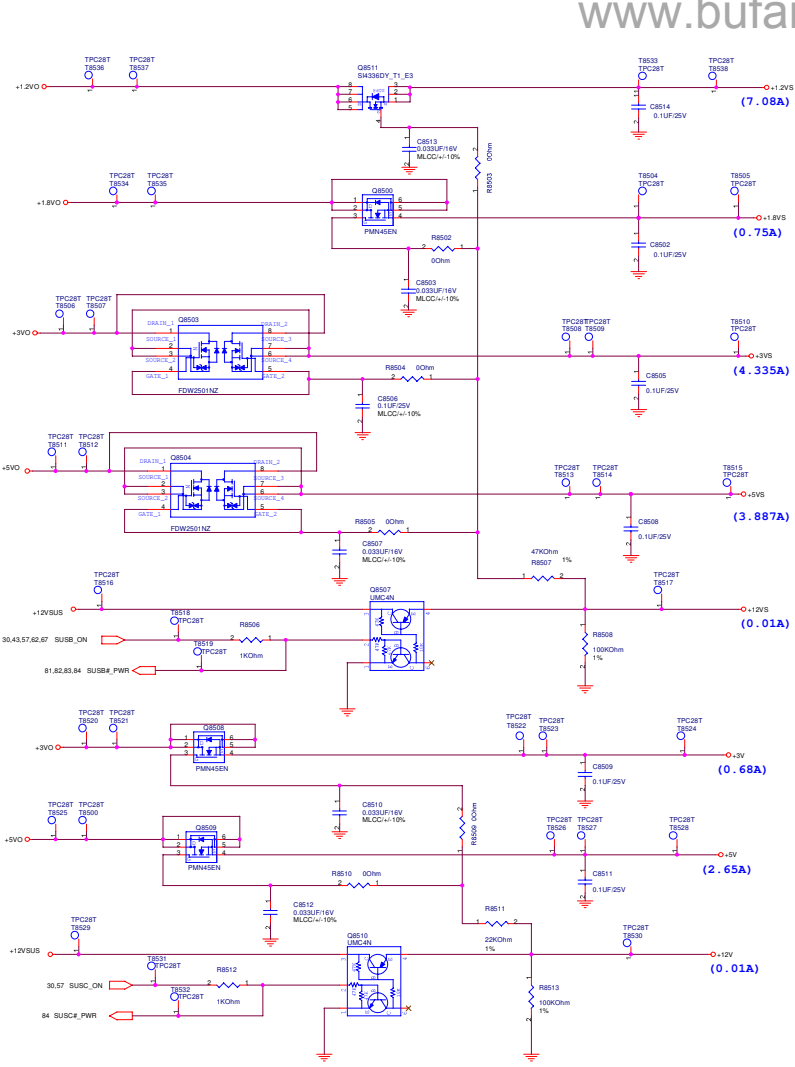 www.bufan
TPC28T
T8536
TPC28T
T8537
Q8511
SI4336DY_T1_E3
T8533
TPC28T
TPC28T
T8538
+1.2VO
+1.2VS
(7.08A)
C8514
0.1UF/25V
C8513
0.033UF/16V
MLCC/+/-10%
R8503 0Ohm
TPC28T
T8534
TPC28T
T8535
Q8500
PMN45EN
T8504
TPC28T
T8505
TPC28T
+1.8VO
+1.8VS
(0.75A)
R8502
0Ohm
C8502
0.1UF/25V
C8503
0.033UF/16V
MLCC/+/-10%
TPC28T
T8506
TPC28T
T8507
Q8503
DRAIN_1
SOURCE_1
SOURCE_2
GATE_1
DRAIN_2
SOURCE_3
SOURCE_4
GATE_2
FDW2501NZ
TPC28T
T8508
TPC28T
T8509
T8510
TPC28T
+3VO
+3VS
(4.335A)
R8504 0Ohm
C8505
0.1UF/25V
C8506
0.1UF/25V
MLCC/+/-10%
TPC28T
T8511
TPC28T
T8512
Q8504
DRAIN_1
SOURCE_1
SOURCE_2
GATE_1
DRAIN_2
SOURCE_3
SOURCE_4
GATE_2
FDW2501NZ
TPC28T
T8513
TPC28T
T8514
T8515
TPC28T
+5VO
+5VS
(3.887A)
R8505 0Ohm
C8508
0.1UF/25V
C8507
0.033UF/16V
MLCC/+/-10%
47KOhm
R8507
1%
TPC28T
T8516
Q8507
UMC4N
TPC28T
T8517
+12VSUS
+12VS
(0.01A)
T8518
TPC28T
R8506
1KOhm
30,43,57,62,67 SUSB_ON
T8519
TPC28T
81,82,83,84 SUSB#_PWR
R8508
100KOhm
1%
TPC28T
T8520
TPC28T
T8521
Q8508
PMN45EN
TPC28T
T8522
TPC28T
T8523
TPC28T
T8524
+3VO
+3V
(0.68A)
C8509
0.1UF/25V
C8510
0.033UF/16V
MLCC/+/-10%
R8509 0Ohm
TPC28T
T8525
TPC28T
T8500
Q8509
PMN45EN
TPC28T
T8526
TPC28T
T8527
TPC28T
T8528
+5VO
+5V
(2.65A)
R8510 0Ohm
C8511
0.1UF/25V
C8512
0.033UF/16V
MLCC/+/-10%
R8511
22KOhm
1%
TPC28T
T8529
Q8510
UMC4N
TPC28T
T8530
+12VSUS
+12V
(0.01A)
T8531
TPC28T
R8512
1KOhm
30,57 SUSC_ON
T8532
TPC28T
84 SUSC#_PWR
R8513
100KOhm
1%